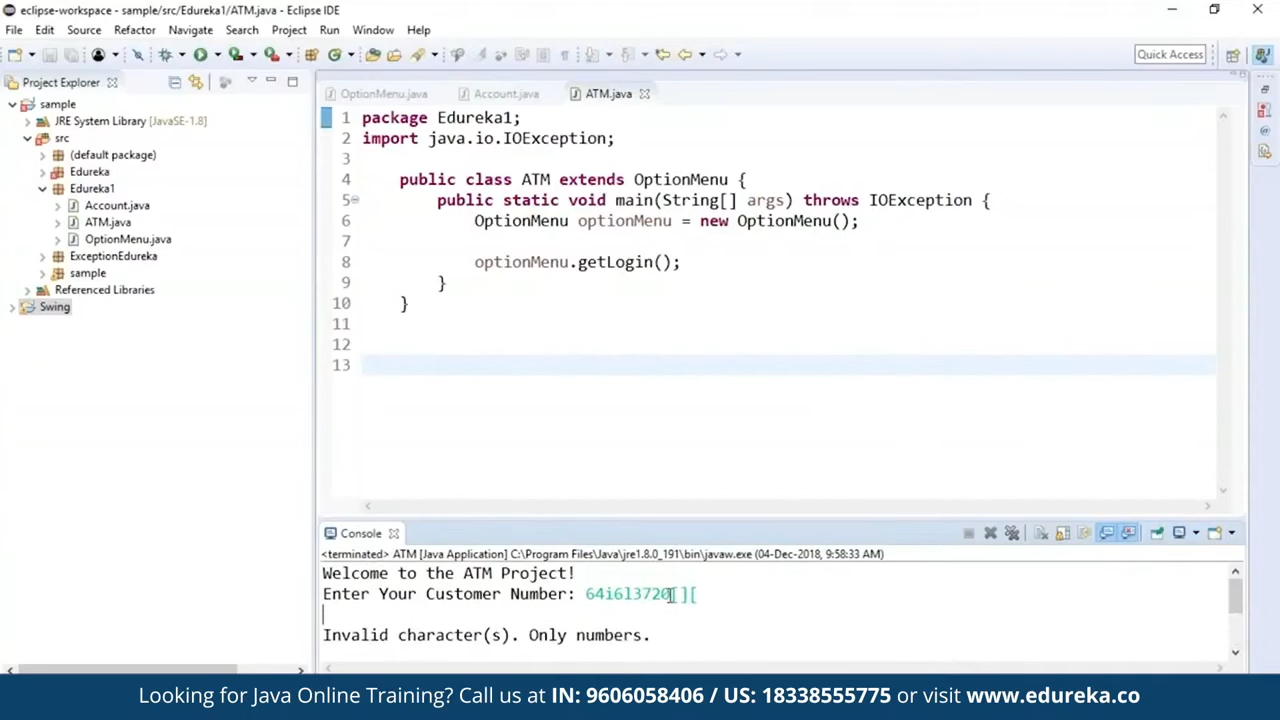 eclipse-workspace - sample/src/Edureka1/ATM.java - Eclipse IDE
File Edit Source Refactor Navigate Search Project Run Window Help
Quick Access
Project Explorer
sample
JRE System Library [JavaSE-1.8]
src
(default package)
Edureka
Edureka1
Account.java
ATM.java
OptionMenu.java
ExceptionEdureka
sample
Referenced Libraries
Swing
OptionMenu.java Account.java ATM.java
1 package Edureka1;
2 import java.io.IOException;
3
4 public class ATM extends OptionMenu {
5 public static void main(String[] args) throws IOException {
6 OptionMenu optionMenu = new OptionMenu();
7
8 optionMenu.getLogin();
9 }
10 }
11
12
13
Console
<terminated> ATM [Java Application] C:\Program Files\Java\jre1.8.0_191\bin\javaw.exe (04-Dec-2018, 9:58:33 AM)
Welcome to the ATM Project!
Enter Your Customer Number:
Invalid character(s). Only numbers.
Looking for Java Online Training? Call us at IN: 9606058406 / US: 18338555775 or visit www.edureka.co